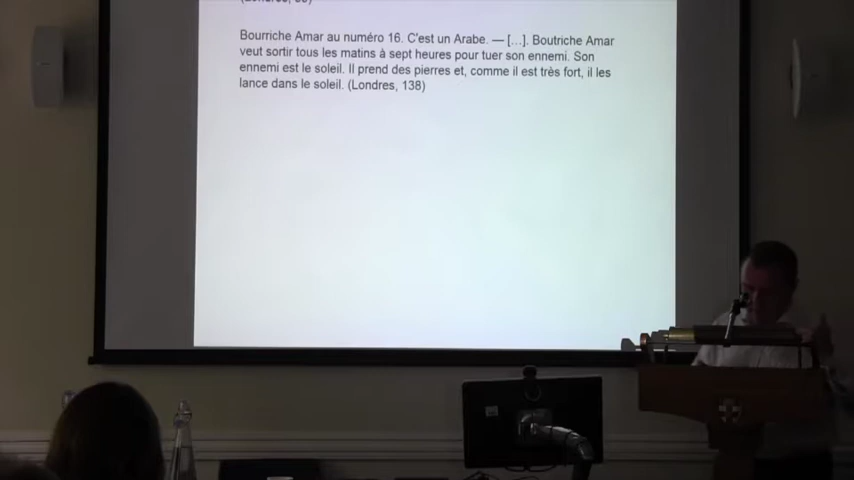 (Londres, 
Bourriche Amar au numéro 16. C'est un Arabe. — [...]. Boutriche Amar
veut sortir tous les matins à sept heures pour tuer son ennemi. Son
ennemi est le soleil. Il prend des pierres et, comme il est très fort, il les
lance dans le soleil. (Londres, 138)